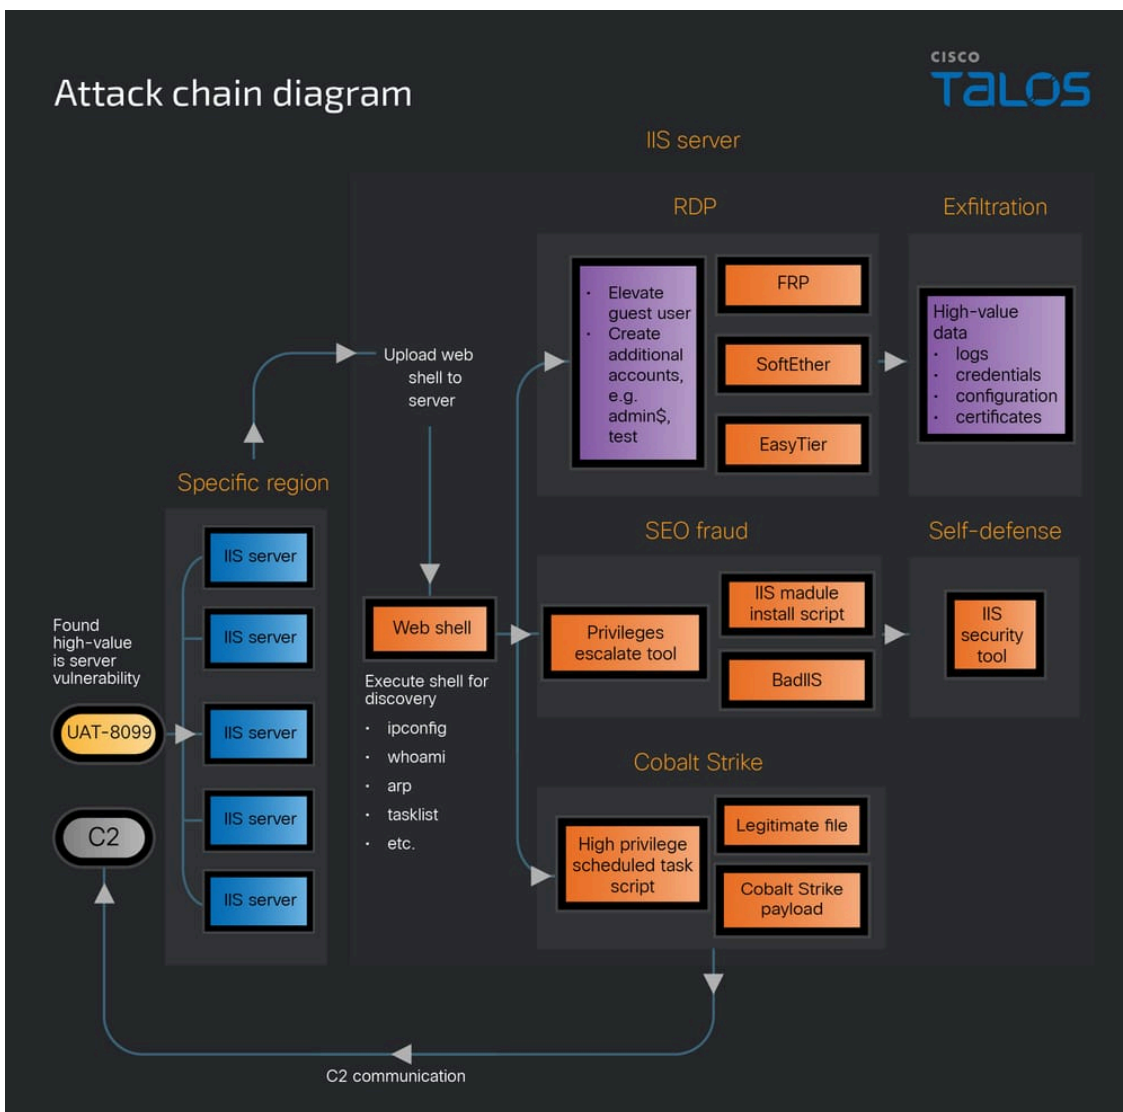 CISCO
TALOS
Attack chain diagram
IIS server
RDP
Exfiltration
• Elevate
guest user
• Create
additional
accounts,
e.g.
admin$,
test
FRP
SoftEther
EasyTier
High-value
data
• logs
• credentials
• configuration
• certificates
Upload web
shell to
server
Specific region
IIS server
IIS server
IIS server
IIS server
IIS server
Found
high-value
is server
vulnerability
UAT-8099
C2
Web shell
Execute shell for
discovery
• ipconfig
• whoami
• arp
• tasklist
• etc.
SEO fraud
Self-defense
Privileges
escalate tool
IIS madule
install script
BadIIS
IIS
security
tool
Cobalt Strike
High privilege
scheduled task
script
Legitimate file
Cobalt Strike
payload
C2 communication